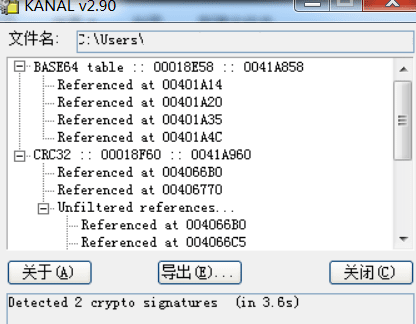 KANAL v2.90
文件名: C:\Users\
BASE64 table :: 00018E58 :: 0041A858
Referenced at 00401A14
Referenced at 00401A20
Referenced at 00401A35
Referenced at 00401A4C
CRC32 :: 00018F60 :: 0041A960
Referenced at 004066B0
Referenced at 00406770
Unfiltered references...
Referenced at 004066B0
Referenced at 004066C5
关于(A) 导出(E)... 关闭(C)
Detected 2 crypto signatures (in 3.6s)